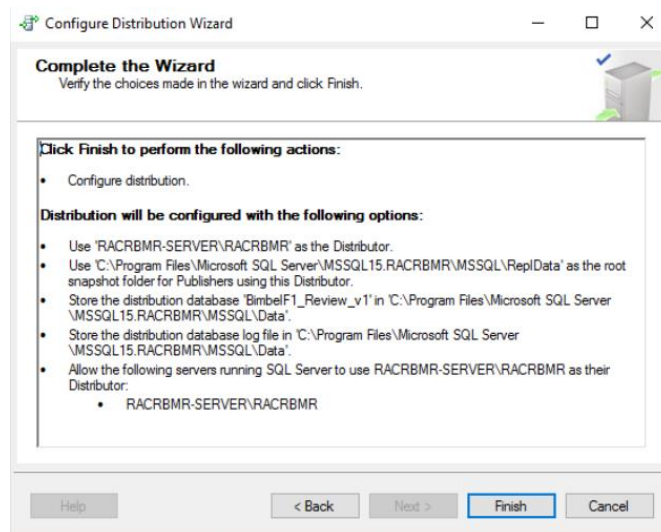 Configure Distribution Wizard
Complete the Wizard
Verify the choices made in the wizard and click Finish.
Click Finish to perform the following actions:
• Configure distribution.
Distribution will be configured with the following options:
• Use 'RACRBMR-SERVER\RACRBMR' as the Distributor.
• Use 'C:\Program Files\Microsoft SQL Server\MSSQL15.RACRBMR\MSSQL\ReplData' as the root
snapshot folder for Publishers using this Distributor.
• Store the distribution database 'BimbelF1_Review_v1' in 'C:\Program Files\Microsoft SQL Server
\MSSQL15.RACRBMR\MSSQL\Data'.
• Store the distribution database log file in 'C:\Program Files\Microsoft SQL Server
\MSSQL15.RACRBMR\MSSQL\Data'.
• Allow the following servers running SQL Server to use RACRBMR-SERVER\RACRBMR as their
Distributor:
• RACRBMR-SERVER\RACRBMR
Help < Back Next > Finish Cancel